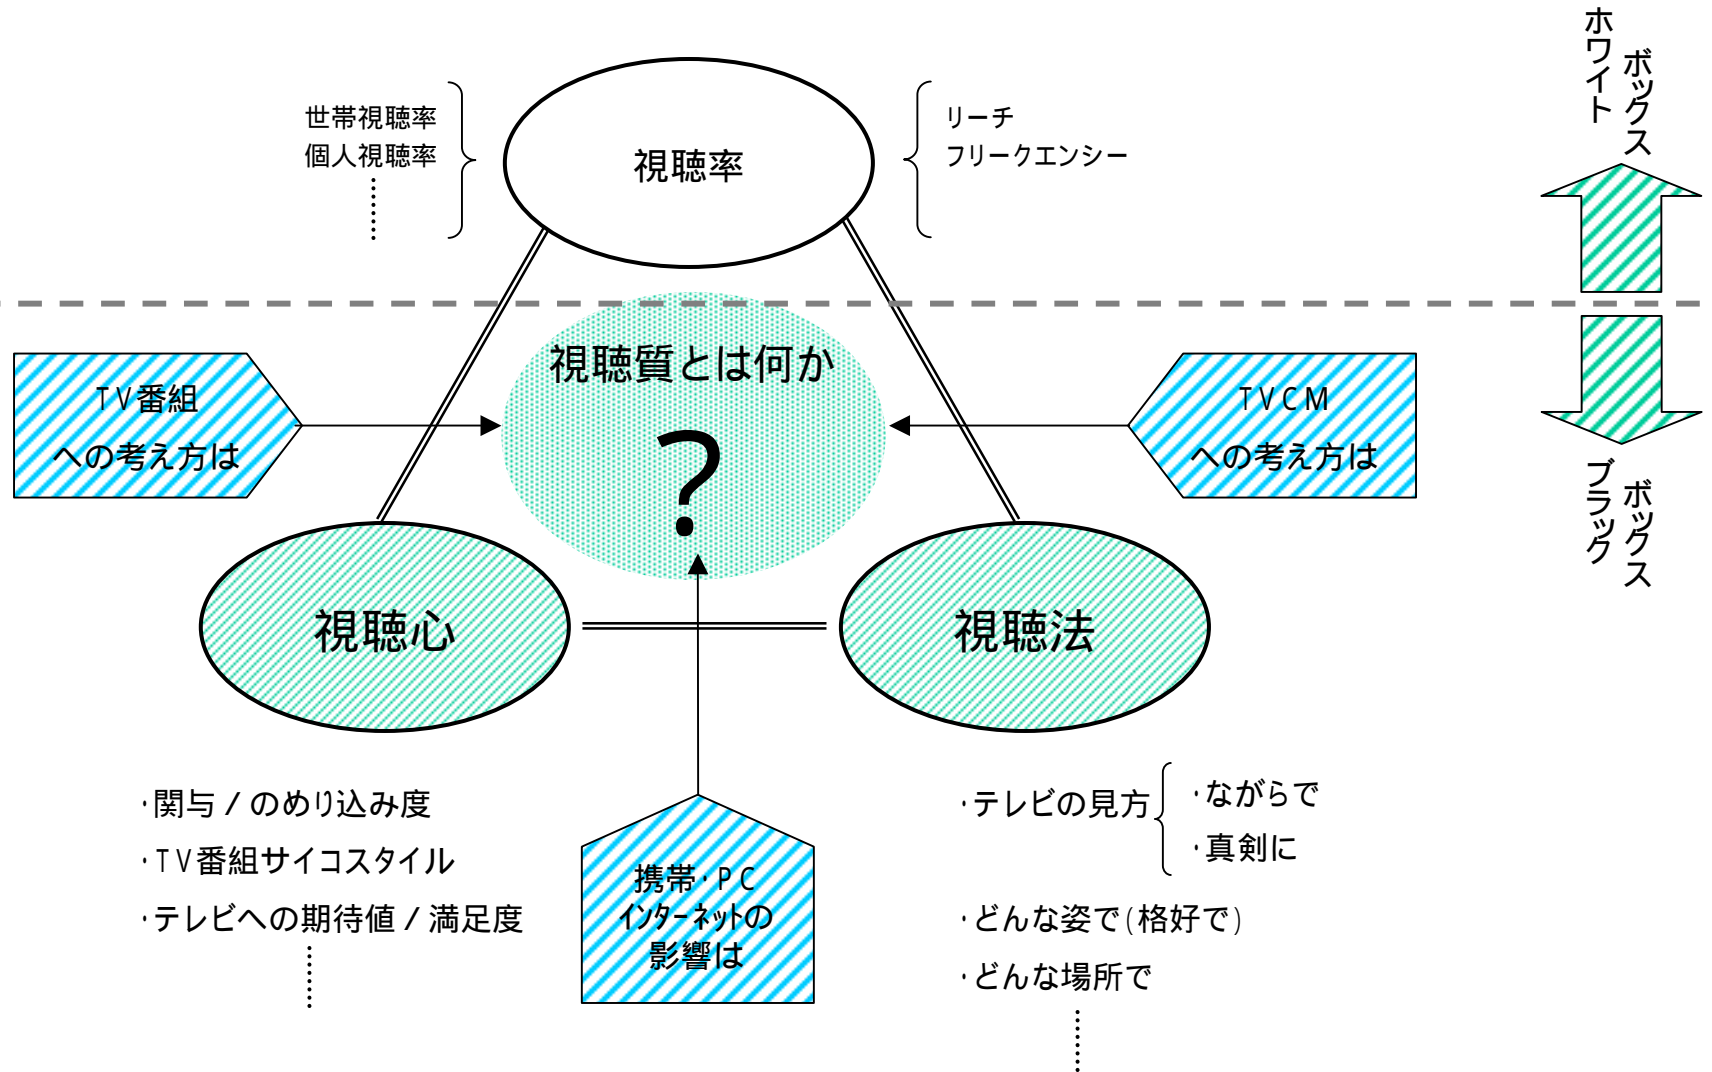 ホワイト
ボックス
世帯視聴率
個人視聴率
視聴率
リーチ
フリークエンシー
視聴質とは何か
?
TV番組
への考え方は
TVCM
への考え方は
ブラック
ボックス
視聴心
視聴法
・関与/のめり込み度
・TV番組サイコスタイル
・テレビへの期待値/満足度
携帯・PC
インターネットの
影響は
・テレビの見方
・ながらで
・真剣に
・どんな姿で(格好で)
・どんな場所で